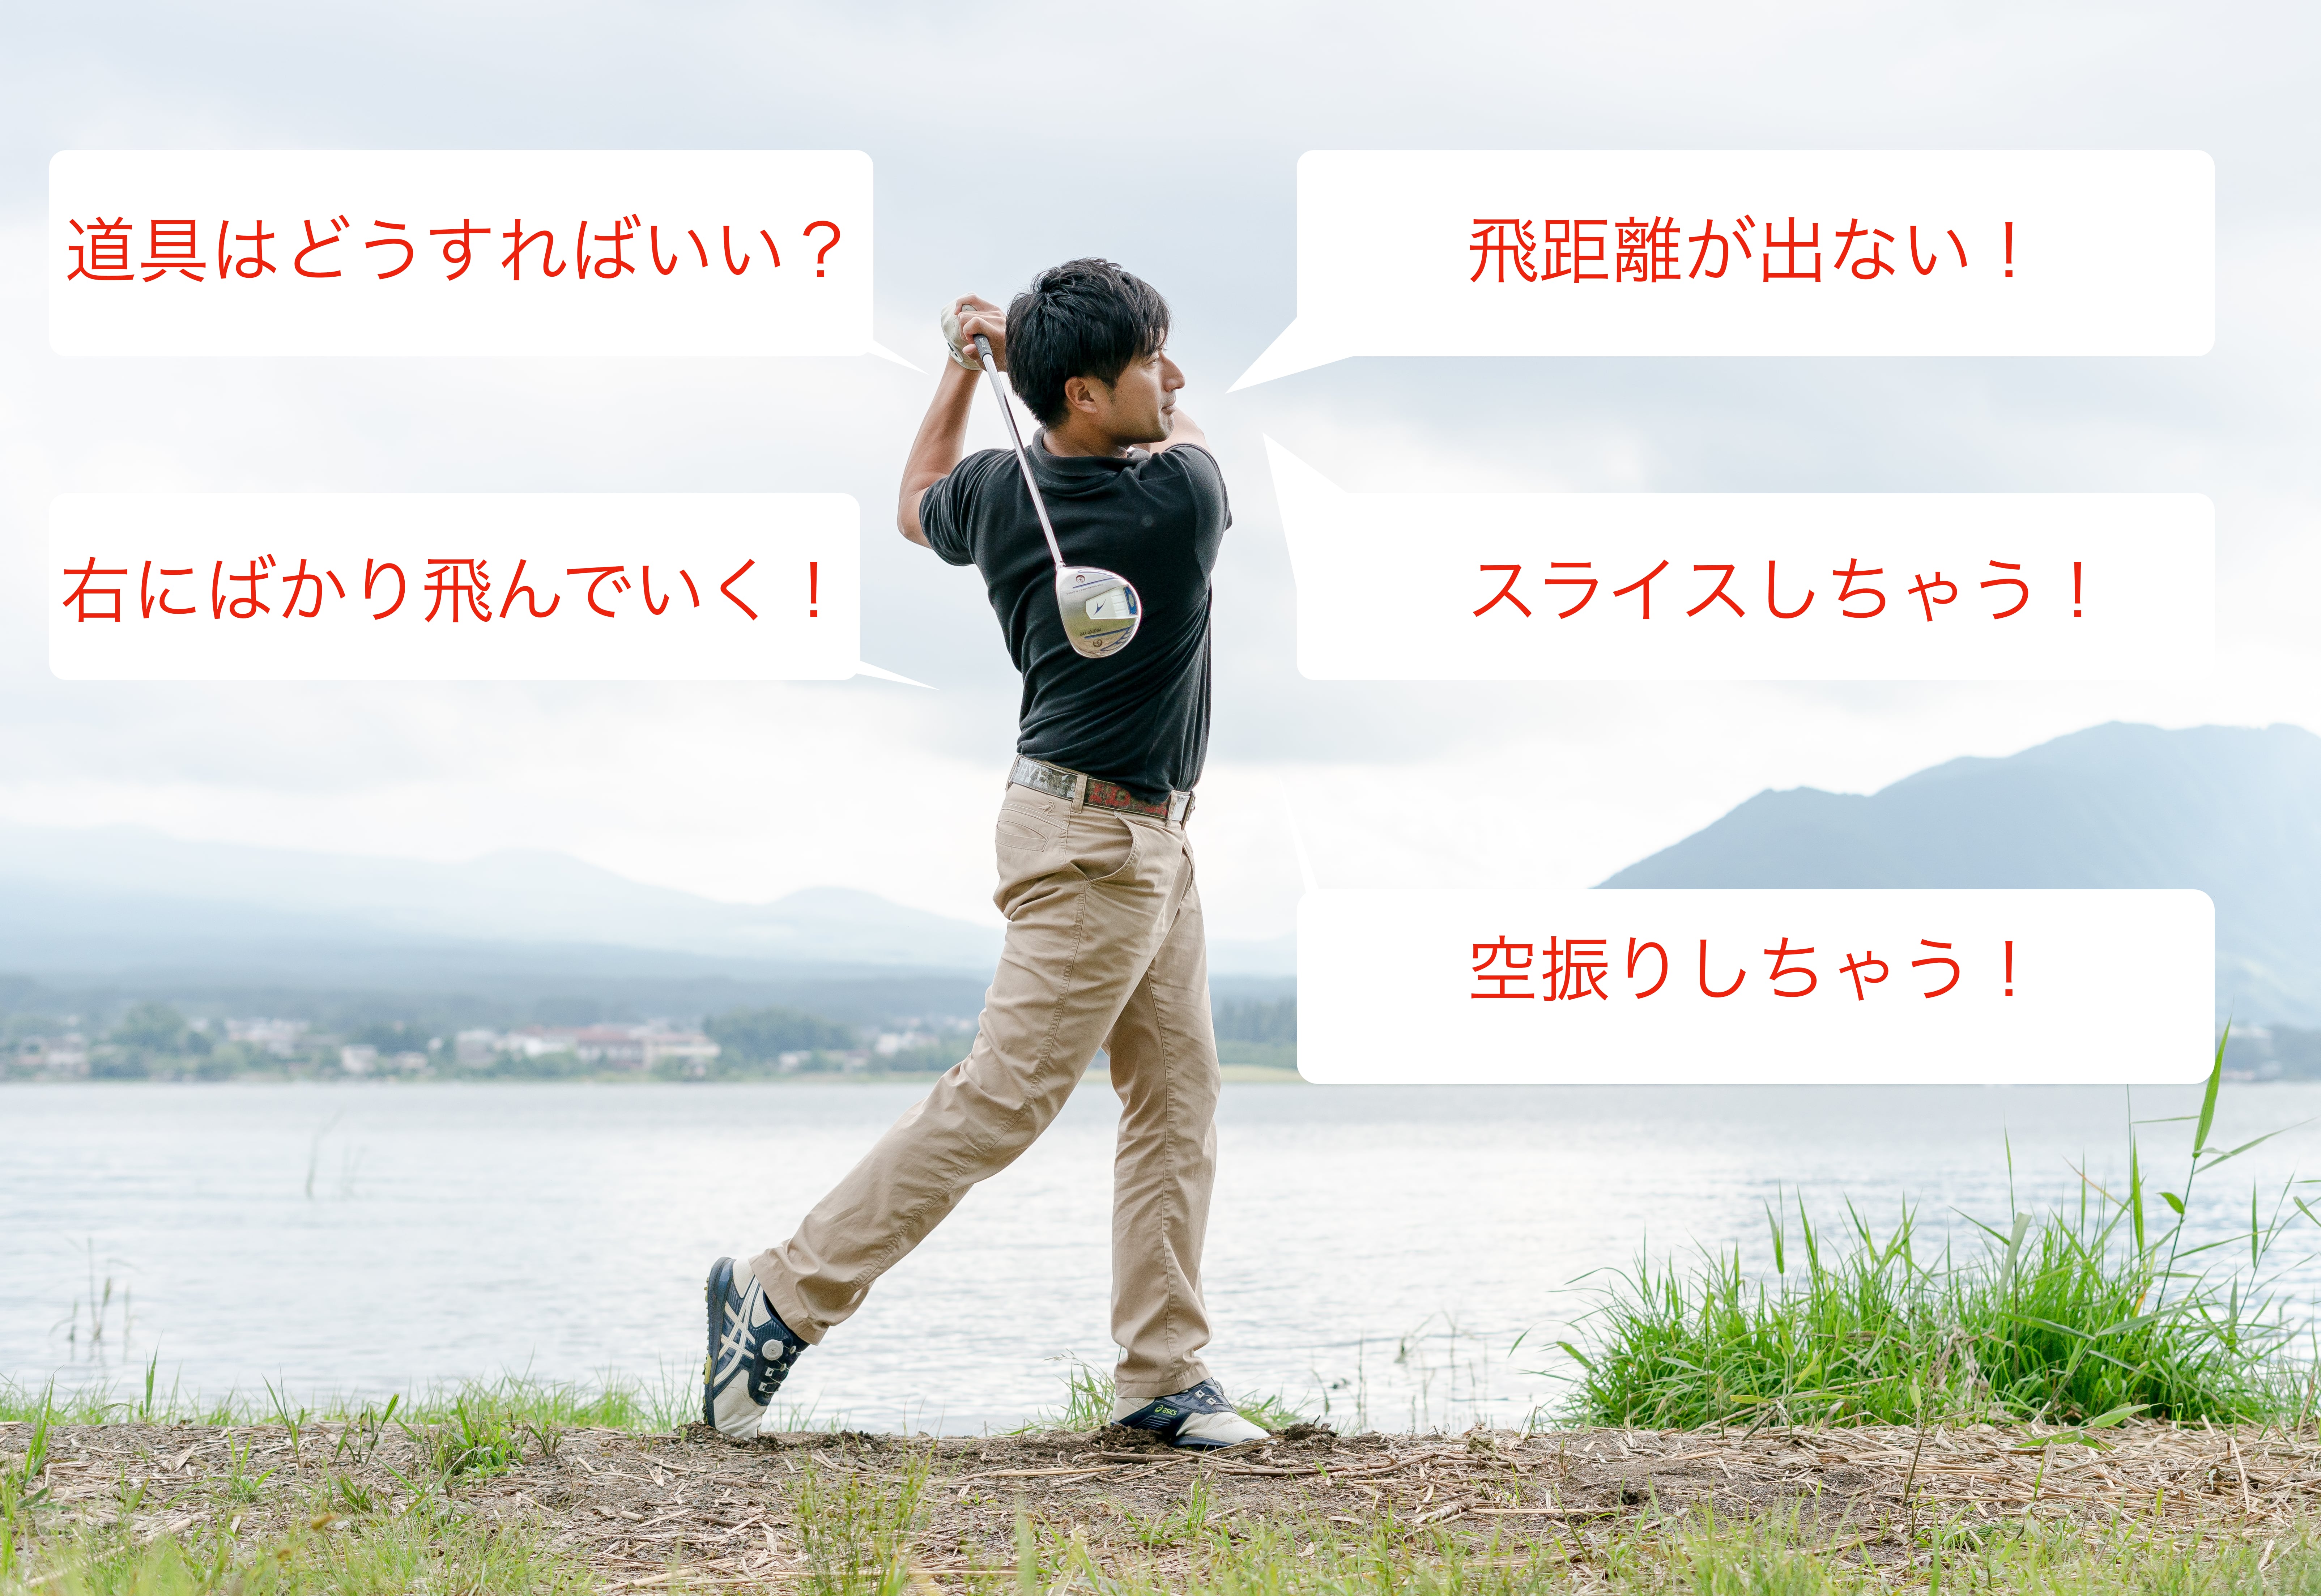 道具はどうすればいい？
飛距離が出ない！
右にばかり飛んでいく！
スライスしちゃう！
空振りしちゃう！
asics